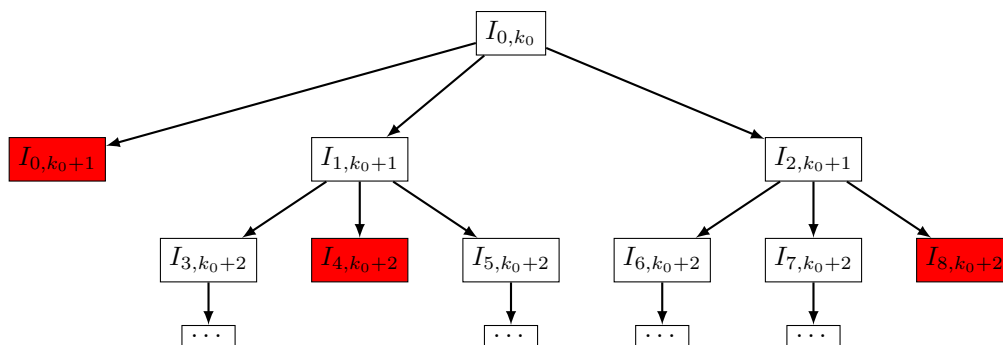 I_{0,k_0}
I_{0,k_0+1} I_{1,k_0+1} I_{2,k_0+1}
I_{3,k_0+2} I_{4,k_0+2} I_{5,k_0+2} I_{6,k_0+2} I_{7,k_0+2} I_{8,k_0+2}
··· ··· ··· ···